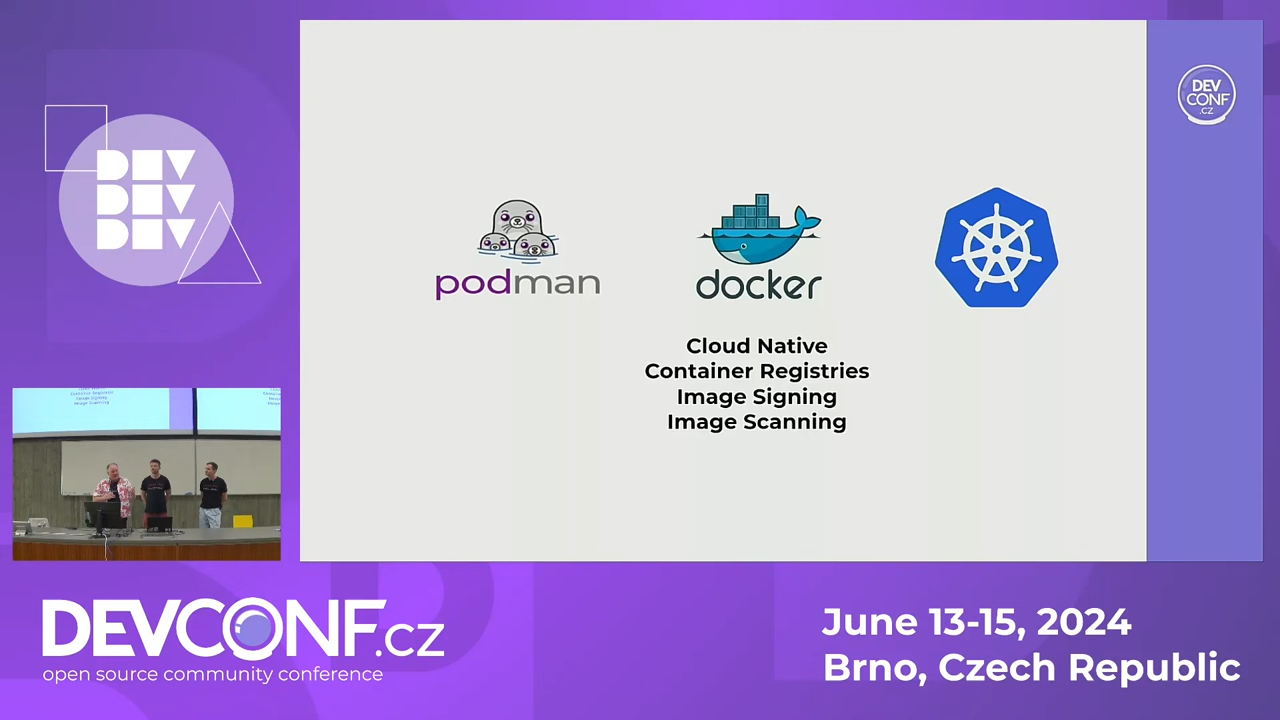 DEV
DEV
DEV
DEV
CONF
.CZ
podman
docker
Cloud Native
Container Registries
Image Signing
Image Scanning
DEVCONF.cz
open source community conference
June 13-15, 2024
Brno, Czech Republic